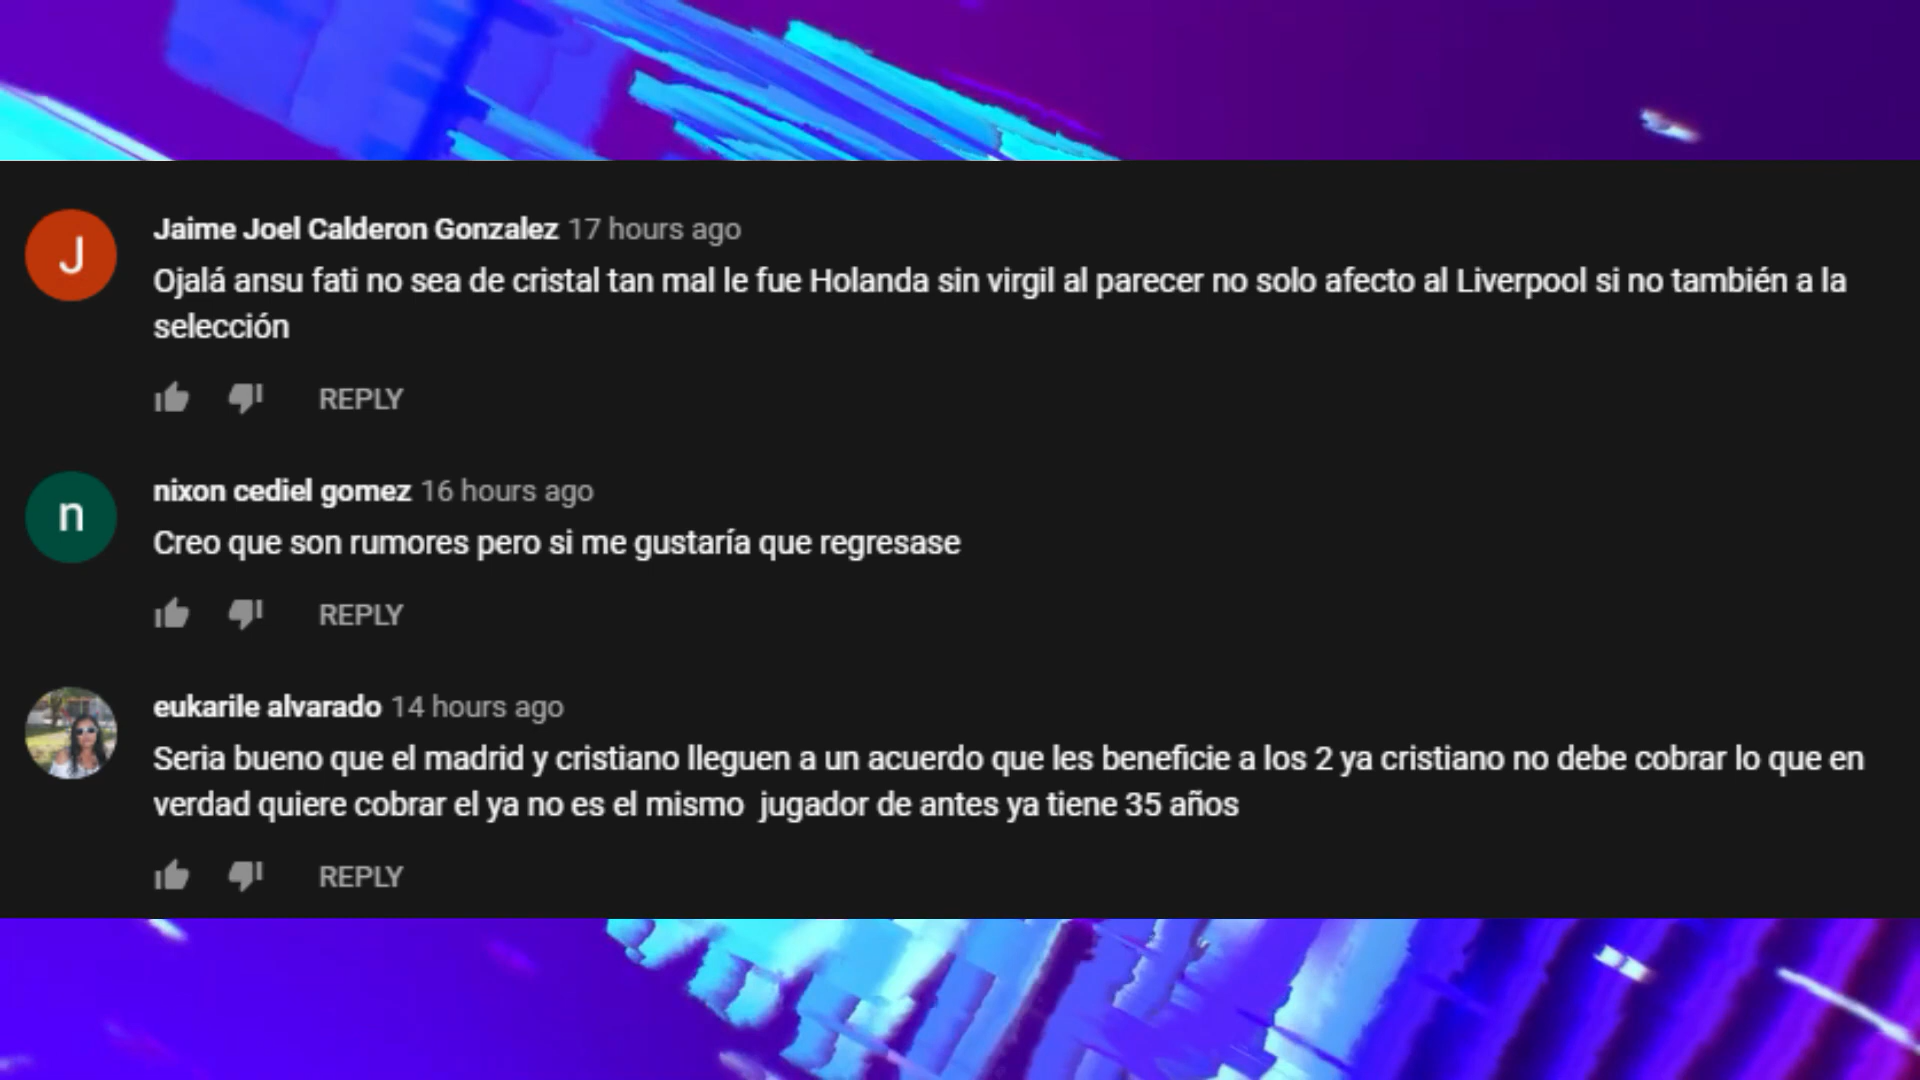 J
Jaime Joel Calderon Gonzalez 17 hours ago
Ojalá ansu fati no sea de cristal tan mal le fue Holanda sin virgil al parecer no solo afecto al Liverpool si no también a la
selección
REPLY
n
nixon cediel gomez 16 hours ago
Creo que son rumores pero si me gustaría que regresase
REPLY
eukarile alvarado 14 hours ago
Seria bueno que el madrid y cristiano lleguen a un acuerdo que les beneficie a los 2 ya cristiano no debe cobrar lo que en
verdad quiere cobrar el ya no es el mismo  jugador de antes ya tiene 35 años
REPLY